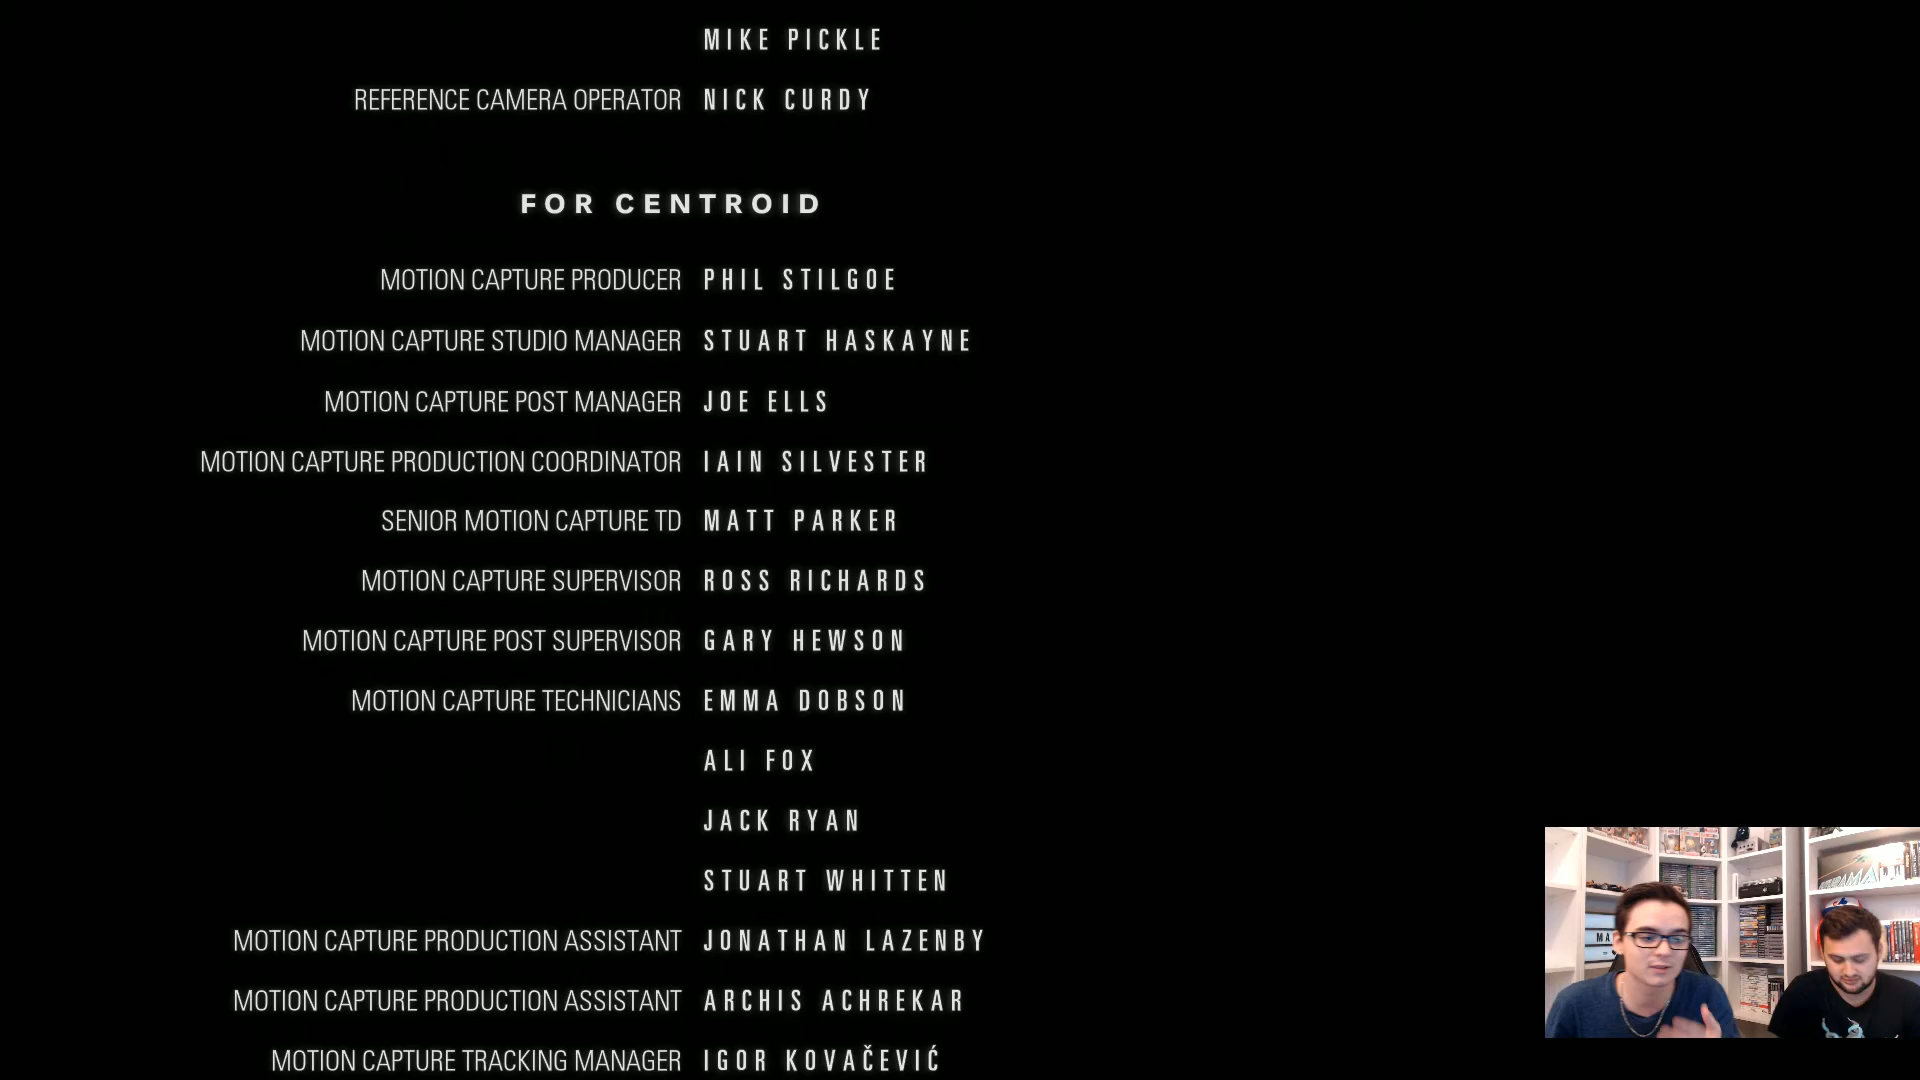 MIKE PICKLE
REFERENCE CAMERA OPERATOR NICK CURDY
FOR CENTROID
MOTION CAPTURE PRODUCER PHIL STILGOE
MOTION CAPTURE STUDIO MANAGER STUART HASKAYNE
MOTION CAPTURE POST MANAGER JOE ELLS
MOTION CAPTURE PRODUCTION COORDINATOR IAIN SILVESTER
SENIOR MOTION CAPTURE TD MATT PARKER
MOTION CAPTURE SUPERVISOR ROSS RICHARDS
MOTION CAPTURE POST SUPERVISOR GARY HEWSON
MOTION CAPTURE TECHNICIANS EMMA DOBSON
ALI FOX
JACK RYAN
STUART WHITTEN
MOTION CAPTURE PRODUCTION ASSISTANT JONATHAN LAZENBY
MOTION CAPTURE PRODUCTION ASSISTANT ARCHIS ACHREKAR
MOTION CAPTURE TRACKING MANAGER IGOR KOVAČEVIĆ